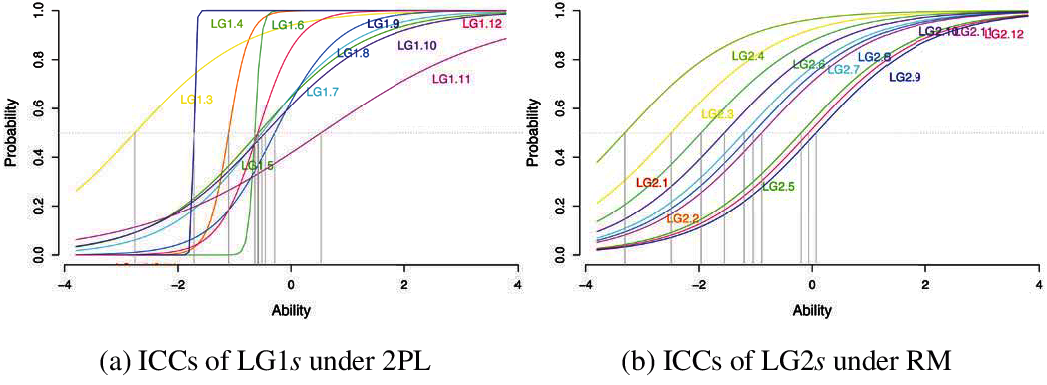 1.0
0.8
0.6
0.4
0.2
0.0
Probability
LG1.4
LG1.6
LG1.9
LG1.12
LG1.8
LG1.10
LG1.11
LG1.3
LG1.7
LG1.5
−4
−2
0
2
4
Ability
(a) ICCs of LG1s under 2PL
1.0
0.8
0.6
0.4
0.2
0.0
Probability
LG2.4
LG2.6
LG2.7
LG2.8
LG2.9
LG2.10
LG2.11
LG2.12
LG2.3
LG2.1
LG2.5
LG2.2
−4
−2
0
2
4
Ability
(b) ICCs of LG2s under RM